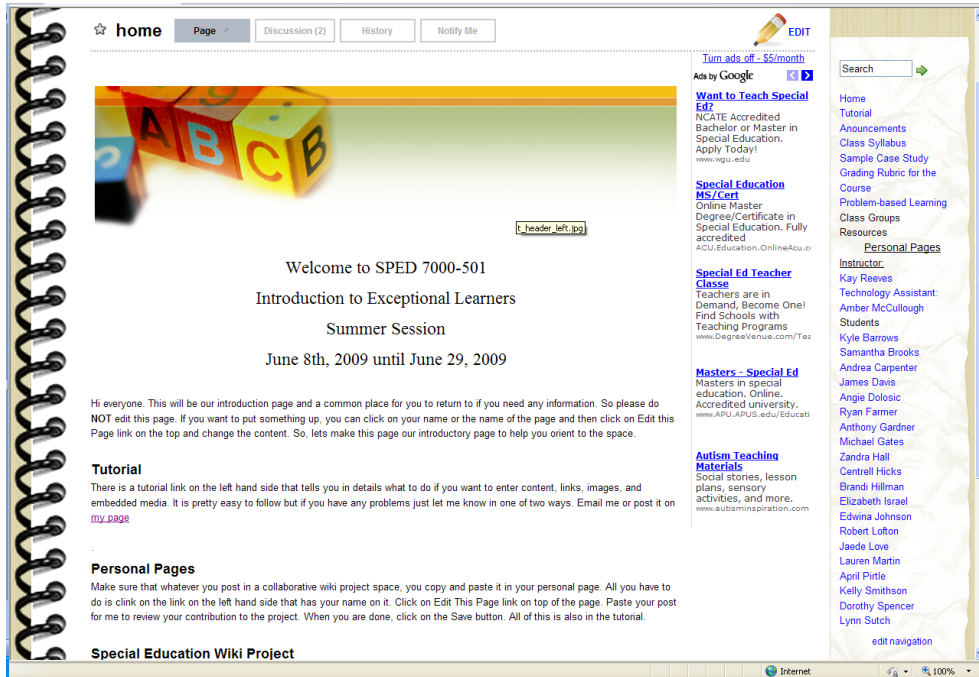 home
Page
Discussion (2)
History
Notify Me
EDIT
A B C B
t_header_left.jpg
Welcome to SPED 7000-501
Introduction to Exceptional Learners
Summer Session
June 8th, 2009 until June 29, 2009
Hi everyone. This will be our introduction page and a common place for you to return to if you need any information. So please do
NOT edit this page. If you want to put something up, you can click on your name or the name of the page and then click on Edit this
Page link on the top and change the content. So, lets make this page our introductory page to help you orient to the space.
Tutorial
There is a tutorial link on the left hand side that tells you in details what to do if you want to enter content, links, images, and
embedded media. It is pretty easy to follow but if you have any problems just let me know in one of two ways. Email me or post it on
my page
.
Personal Pages
Make sure that whatever you post in a collaborative wiki project space, you copy and paste it in your personal page. All you have to
do is clink on the link on the left hand side that has your name on it. Click on Edit This Page link on top of the page. Paste your post
for me to review your contribution to the project. When you are done, click on the Save button. All of this is also in the tutorial.
Special Education Wiki Project
Turn ads off - $5/month
Ads by Google
Want to Teach Special
Ed?
NCATE Accredited
Bachelor or Master in
Special Education.
Apply Today!
www.wgu.edu
Special Education
MS/Cert
Online Master
Degree/Certificate in
Special Education. Fully
accredited
ACU.Education.OnlineAcu.c
Special Ed Teacher
Classe
Teachers are in
Demand, Become One!
Find Schools with
Teaching Programs
www.DegreeVenue.com/Tea
Masters - Special Ed
Masters in special
education. Online.
Accredited university.
www.APU.APUS.edu/Educati
Autism Teaching
Materials
Social stories, lesson
plans, sensory
activities, and more.
www.autisminspiration.com
Search
Home
Tutorial
Anouncements
Class Syllabus
Sample Case Study
Grading Rubric for the
Course
Problem-based Learning
Class Groups
Resources
Personal Pages
Instructor:
Kay Reeves
Technology Assistant:
Amber McCullough
Students
Kyle Barrows
Samantha Brooks
Andrea Carpenter
James Davis
Angie Dolosic
Ryan Farmer
Anthony Gardner
Michael Gates
Zandra Hall
Centrell Hicks
Brandi Hillman
Elizabeth Israel
Edwina Johnson
Robert Lofton
Jaede Love
Lauren Martin
April Pirtle
Kelly Smithson
Dorothy Spencer
Lynn Sutch
edit navigation
Internet
100%